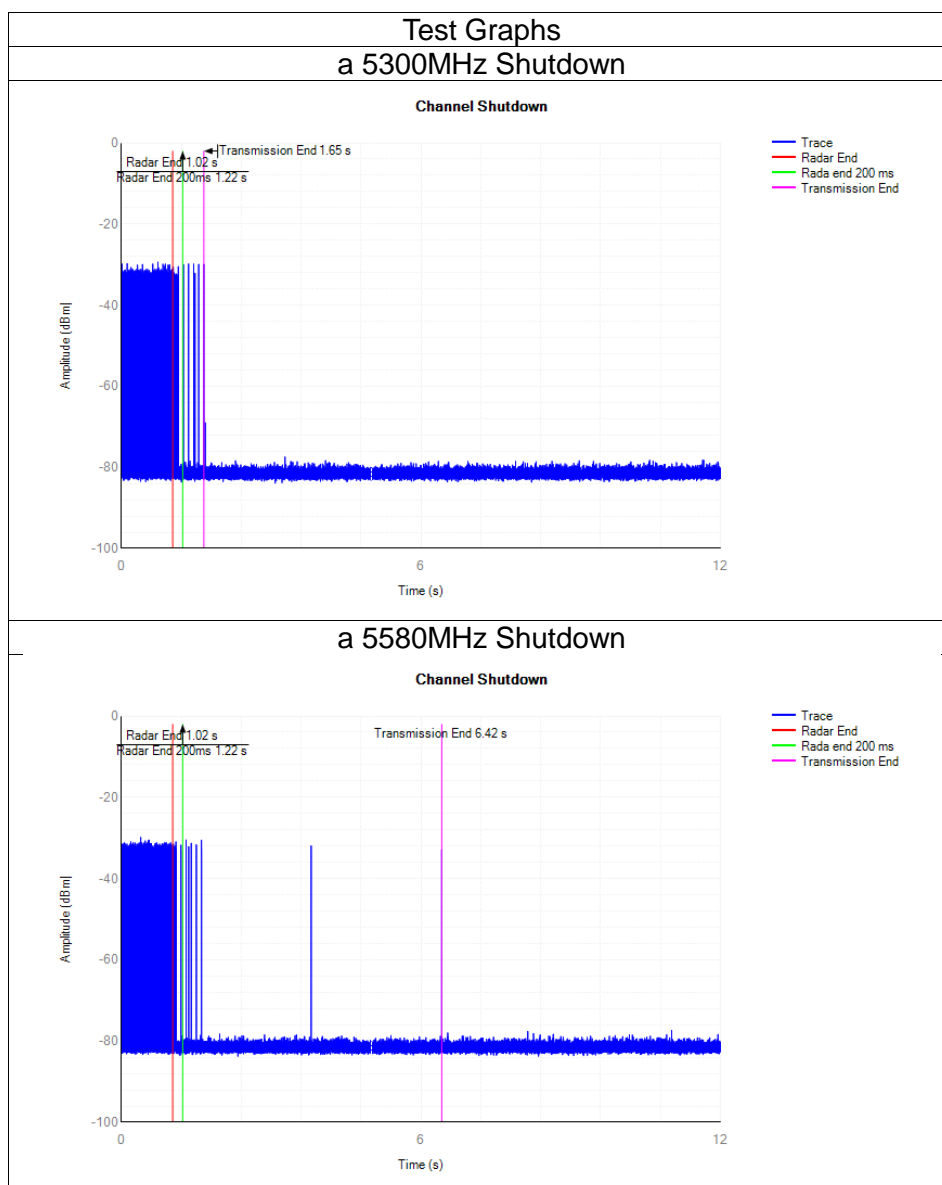 Test Graphs
a 5300MHz Shutdown
Channel Shutdown
Transmission End 1.65 s
Radar End 1.02 s
Radar End 200ms 1.22 s
Trace
Radar End
Rada end 200 ms
Transmission End
0
-20
-40
-60
-80
-100
Amplitude [dBm]
0 6 12
Time (s)
a 5580MHz Shutdown
Channel Shutdown
Radar End 1.02 s
Radar End 200ms 1.22 s
Transmission End 6.42 s
Trace
Radar End
Rada end 200 ms
Transmission End
0
-20
-40
-60
-80
-100
Amplitude [dBm]
0 6 12
Time (s)